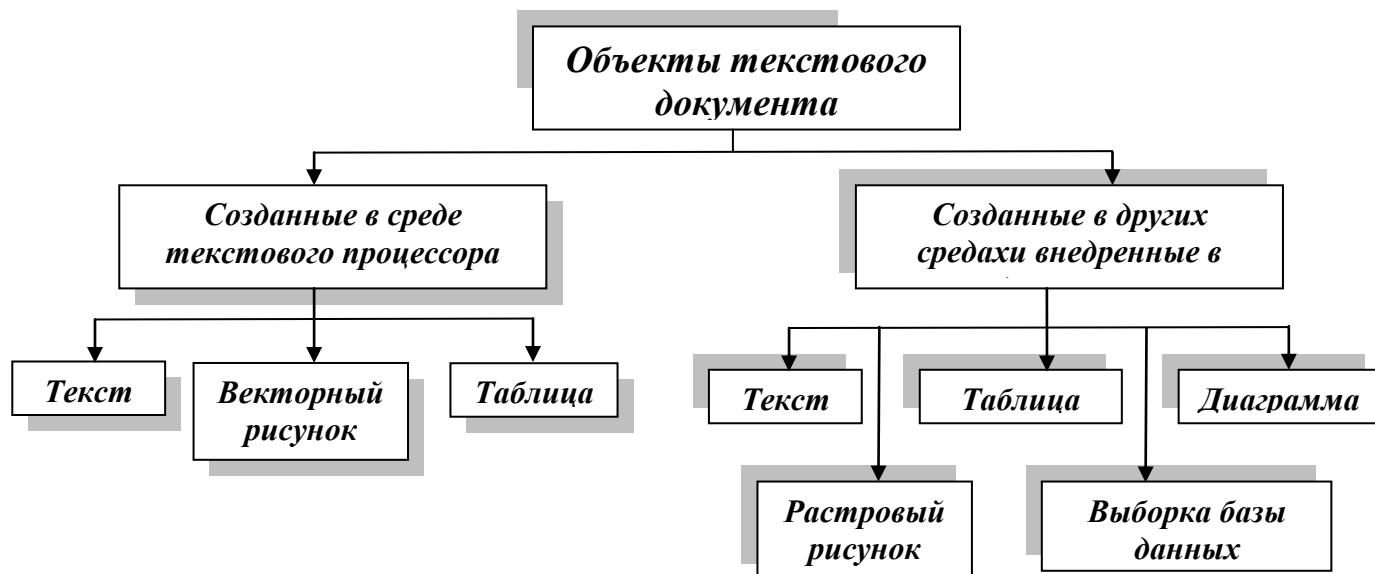 Объекты текстового
документа
Созданные в среде
текстового процессора
Созданные в других
средахи внедренные в
Текст
Векторный
рисунок
Таблица
Текст
Таблица
Диаграмма
Растровый
рисунок
Выборка базы
данных